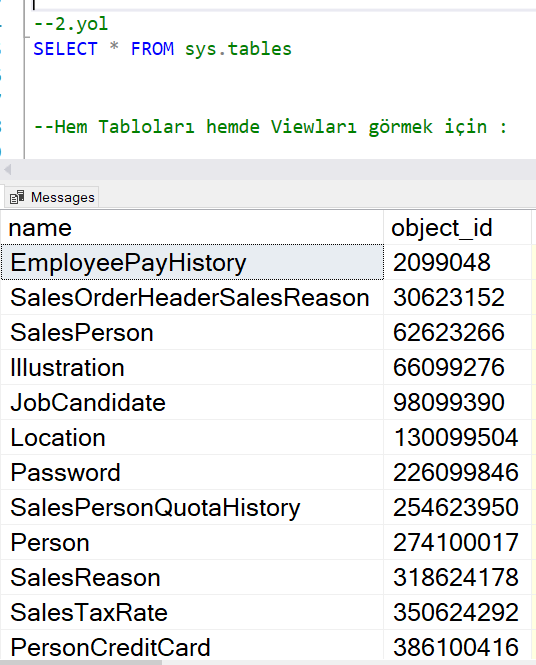 --2.yol
SELECT * FROM sys.tables
--Hem Tabloları hemde Viewları görmek için :
Messages
name object_id
EmployeePayHistory 2099048
SalesOrderHeaderSalesReason 30623152
SalesPerson 62623266
Illustration 66099276
JobCandidate 98099390
Location 130099504
Password 226099846
SalesPersonQuotaHistory 254623950
Person 274100017
SalesReason 318624178
SalesTaxRate 350624292
PersonCreditCard 386100416